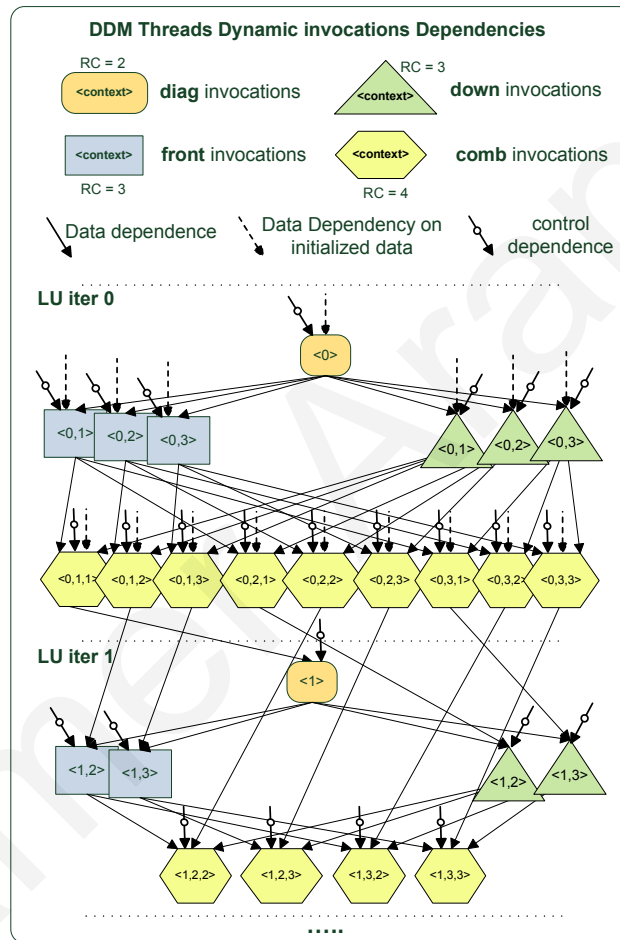 DDM Threads Dynamic invocations Dependencies
RC = 2
<context>
diag invocations
RC = 3
<context>
down invocations
<context>
front invocations
RC = 3
<context>
comb invocations
RC = 4
Data dependence
Data Dependency on
initialized data
control
dependence
LU iter 0
<0>
<0,1> <0,2> <0,3> <0,1> <0,2> <0,3>
<0,1,1> <0,1,2> <0,1,3> <0,2,1> <0,2,2> <0,2,3> <0,3,1> <0,3,2> <0,3,3>
LU iter 1
<1>
<1,2> <1,3> <1,2> <1,3>
<1,2,2> <1,2,3> <1,3,2> <1,3,3>
.....